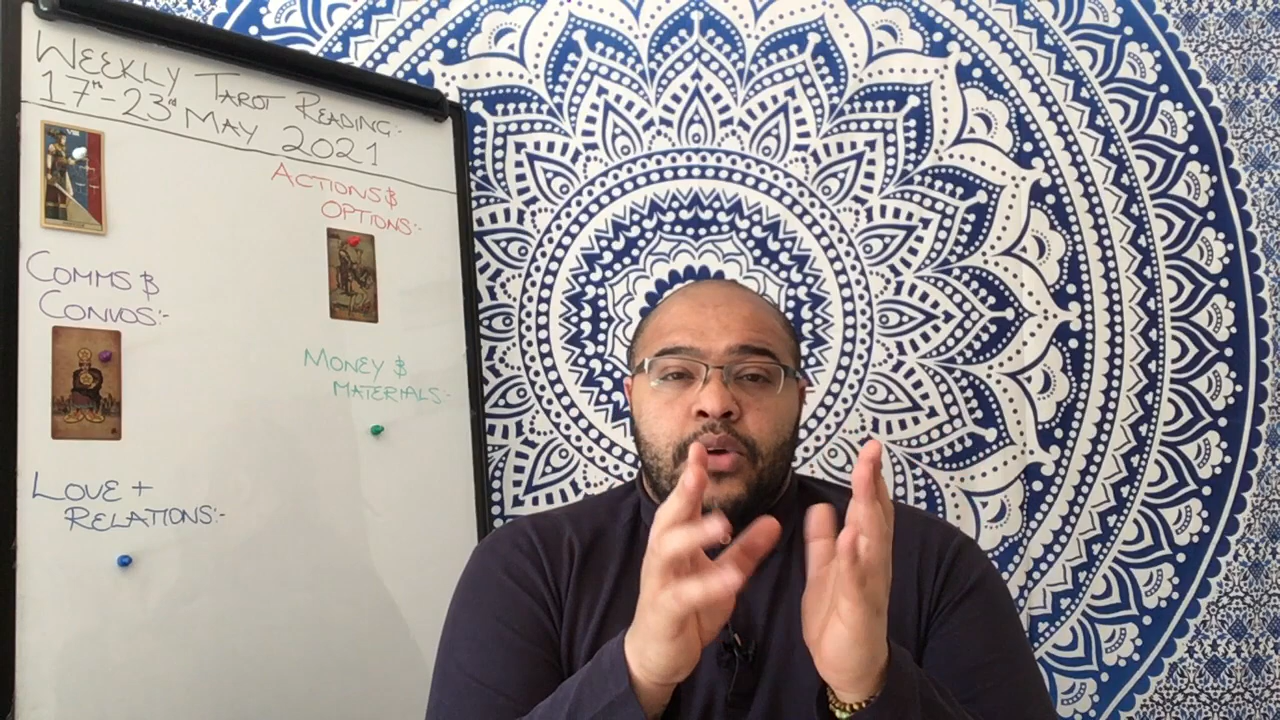 WEEKLY TAROT READING:-
17th-23rd MAY 2021
ACTIONS &
OPTIONS:-
COMMS &
CONVOS:-
MONEY &
MATERIALS:-
LOVE +
RELATIONS:-